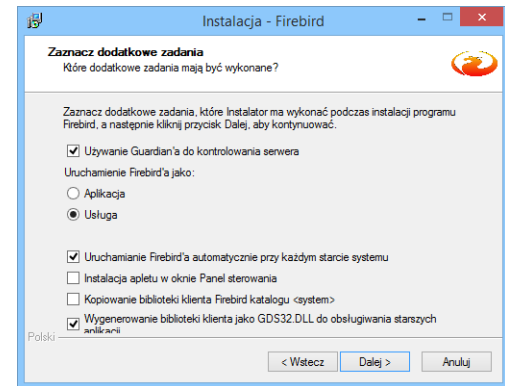 Instalacja - Firebird
Zaznacz dodatkowe zadania
Które dodatkowe zadania mają być wykonane?
Zaznacz dodatkowe zadania, które Instalator ma wykonać podczas instalacji programu
Firebird, a następnie kliknij przycisk Dalej, aby kontynuować.
Używanie Guardian'a do kontrolowania serwera
Uruchamienie Firebird'a jako:
Aplikacja
Usługa
Uruchamianie Firebird'a automatycznie przy każdym starcie systemu
Instalacja apletu w oknie Panel sterowania
Kopiowanie biblioteki klienta Firebird katalogu <system>
Wygenerowanie biblioteki klienta jako GDS32.DLL do obsługiwania starszych
aplikacji
Polski
< Wstecz Dalej > Anuluj